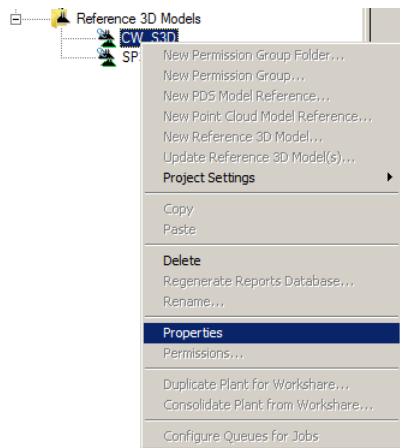 Reference 3D Models
CW_S3D
SP
New Permission Group Folder...
New Permission Group...
New PDS Model Reference...
New Point Cloud Model Reference...
New Reference 3D Model...
Update Reference 3D Model(s)...
Project Settings
Copy
Paste
Delete
Regenerate Reports Database...
Rename...
Properties
Permissions...
Duplicate Plant for Workshare...
Consolidate Plant from Workshare...
Configure Queues for Jobs